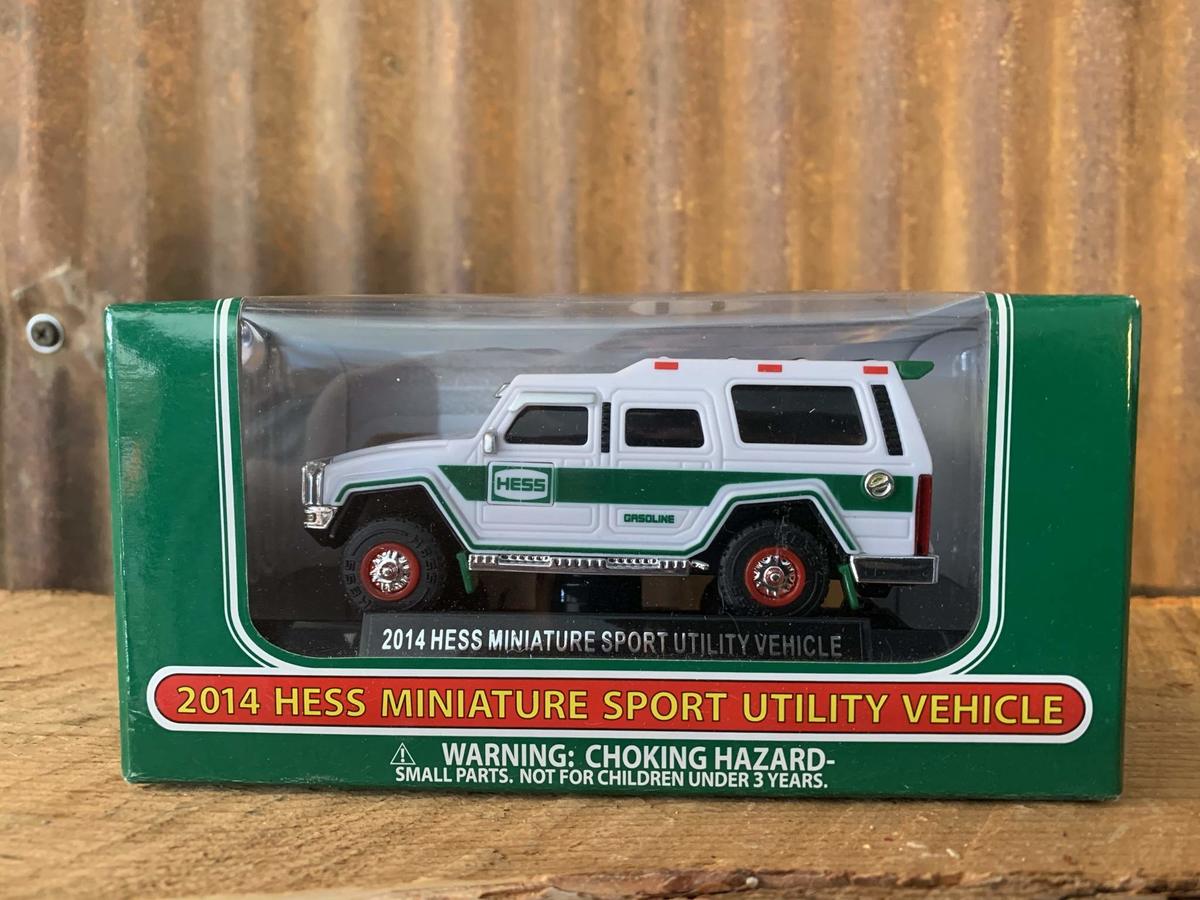 HESS
GASOLINE
2014 HESS MINIATURE SPORT UTILITY VEHICLE
2014 HESS MINIATURE SPORT UTILITY VEHICLE
WARNING: CHOKING HAZARD-
SMALL PARTS. NOT FOR CHILDREN UNDER 3 YEARS.